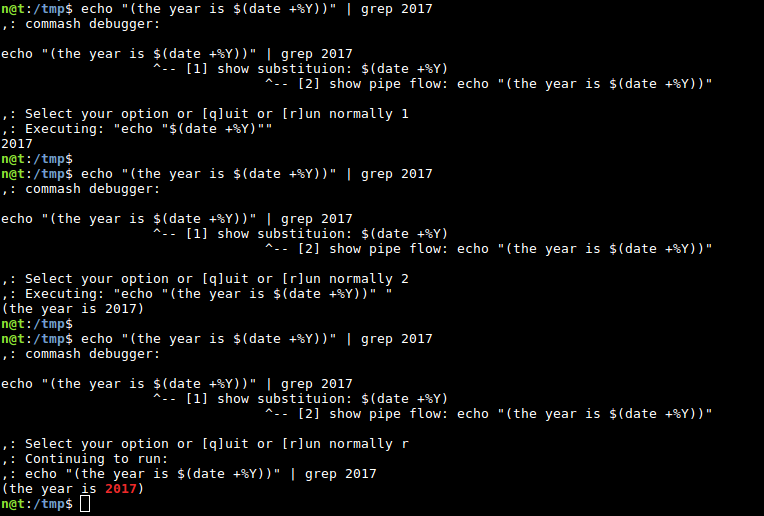 n@t:/tmp$ echo "(the year is $(date +%Y))" | grep 2017
,: commash debugger:
echo "(the year is $(date +%Y))" | grep 2017
^-- [1] show substituion: $(date +%Y)
^-- [2] show pipe flow: echo "(the year is $(date +%Y))"
,: Select your option or [q]uit or [r]un normally 1
,: Executing: "echo "$(date +%Y)""
2017
n@t:/tmp$
n@t:/tmp$ echo "(the year is $(date +%Y))" | grep 2017
,: commash debugger:
echo "(the year is $(date +%Y))" | grep 2017
^-- [1] show substituion: $(date +%Y)
^-- [2] show pipe flow: echo "(the year is $(date +%Y))"
,: Select your option or [q]uit or [r]un normally 2
,: Executing: "echo "(the year is $(date +%Y))" "
(the year is 2017)
n@t:/tmp$
n@t:/tmp$ echo "(the year is $(date +%Y))" | grep 2017
,: commash debugger:
echo "(the year is $(date +%Y))" | grep 2017
^-- [1] show substituion: $(date +%Y)
^-- [2] show pipe flow: echo "(the year is $(date +%Y))"
,: Select your option or [q]uit or [r]un normally r
,: Continuing to run:
,: echo "(the year is $(date +%Y))" | grep 2017
(the year is 2017)
n@t:/tmp$